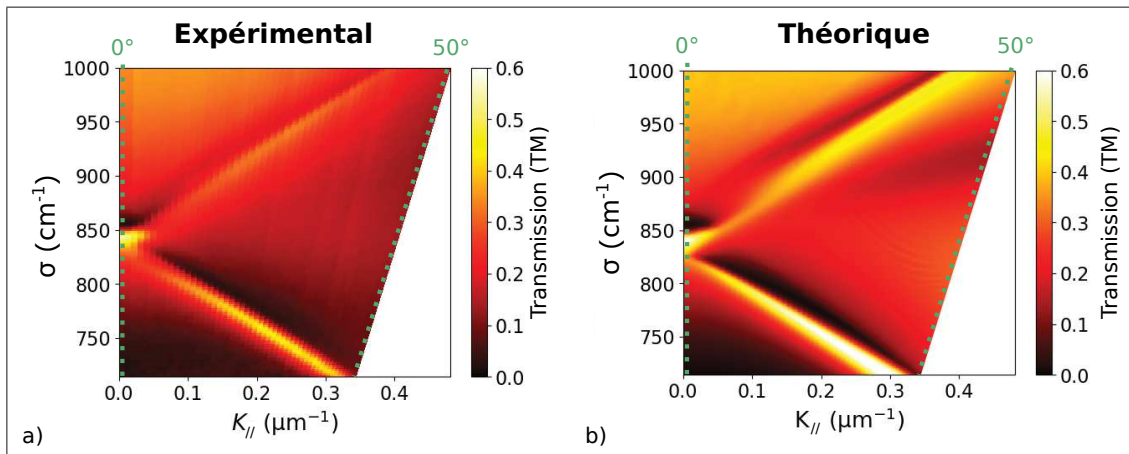 Expérimental
0°
50°
1000
950
900
850
800
750
σ (cm⁻¹)
0.0 0.1 0.2 0.3 0.4
K// (μm⁻¹)
0.6
0.5
0.4
0.3
0.2
0.1
0.0
Transmission (TM)
a)
Théorique
0°
50°
1000
950
900
850
800
750
σ (cm⁻¹)
0.0 0.1 0.2 0.3 0.4
K// (μm⁻¹)
0.6
0.5
0.4
0.3
0.2
0.1
0.0
Transmission (TM)
b)